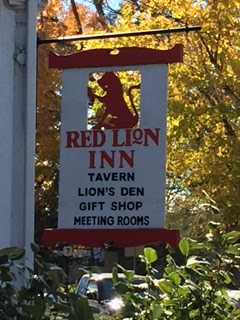 RED LION
INN
TAVERN
LION'S DEN
GIFT SHOP
MEETING ROOMS